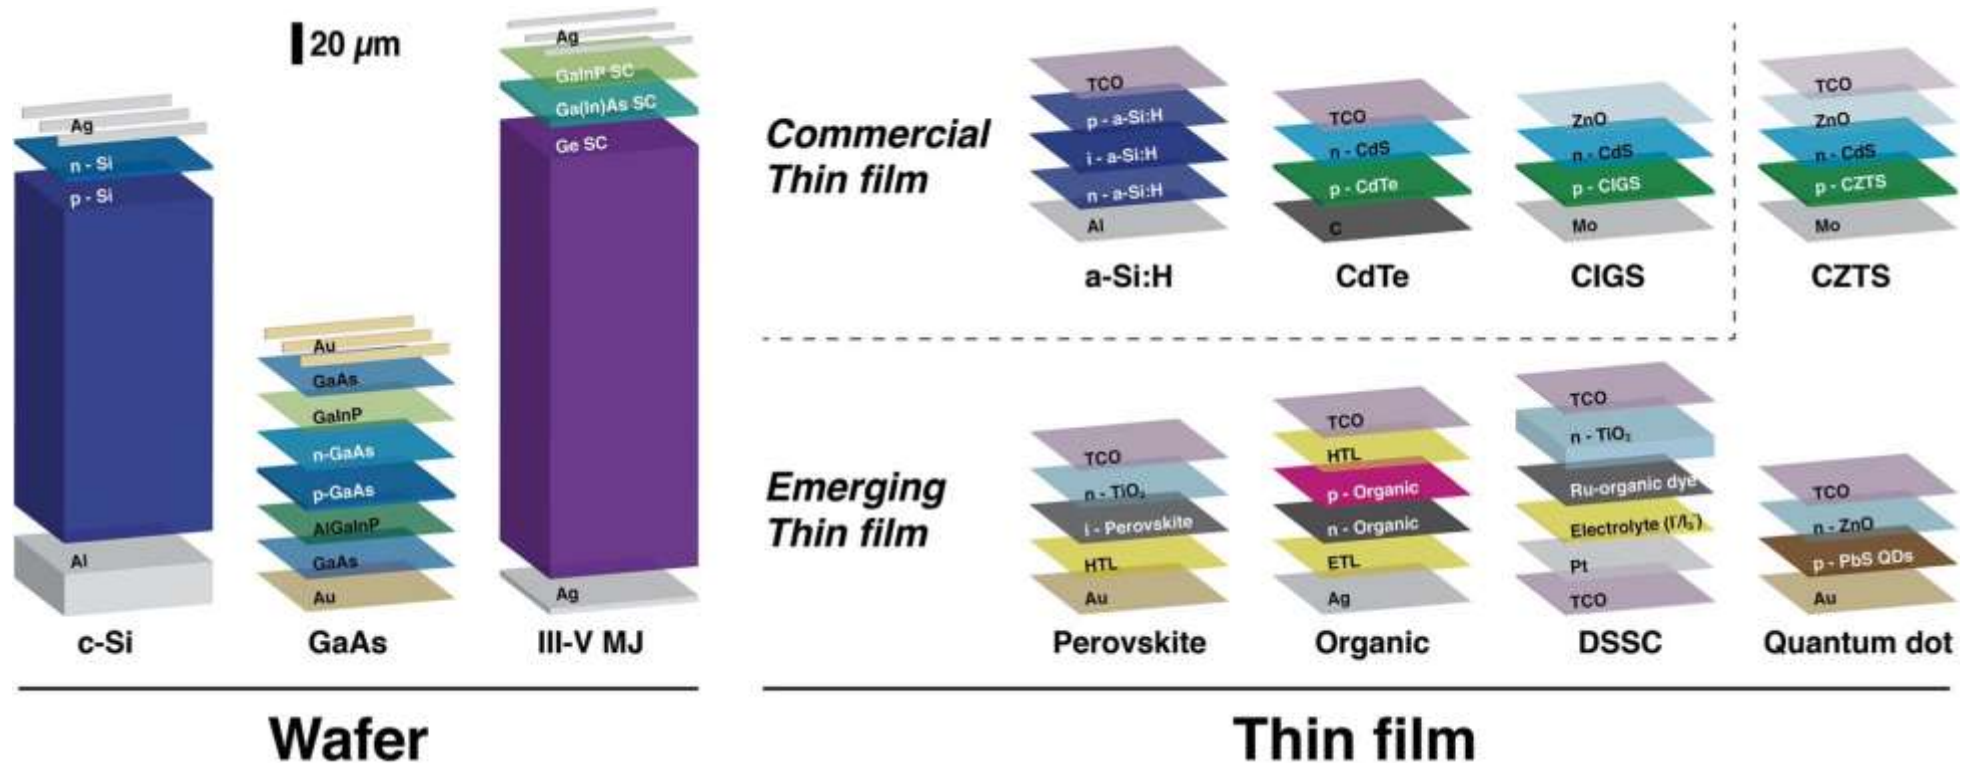 20 μm
Ag
n - Si
p - Si
Al
c-Si
Au
GaAs
GaInP
n-GaAs
p-GaAs
AlGaInP
GaAs
Au
GaAs
Ag
GaInP SC
Ga(In)As SC
Ge SC
Ag
III-V MJ
Wafer
Commercial
Thin film
TCO
p - a-Si:H
i - a-Si:H
n - a-Si:H
Al
a-Si:H
TCO
n - CdS
p - CdTe
C
CdTe
ZnO
n - CdS
p - CIGS
Mo
CIGS
TCO
ZnO
n - CdS
p - CZTS
Mo
CZTS
Emerging
Thin film
TCO
n - TiO₂
i - Perovskite
HTL
Au
Perovskite
TCO
HTL
p - Organic
n - Organic
ETL
Ag
Organic
TCO
n - TiO₂
Ru-organic dye
Electrolyte (I⁻/I₃⁻)
Pt
TCO
DSSC
TCO
n - ZnO
p - PbS QDs
Au
Quantum dot
Thin film